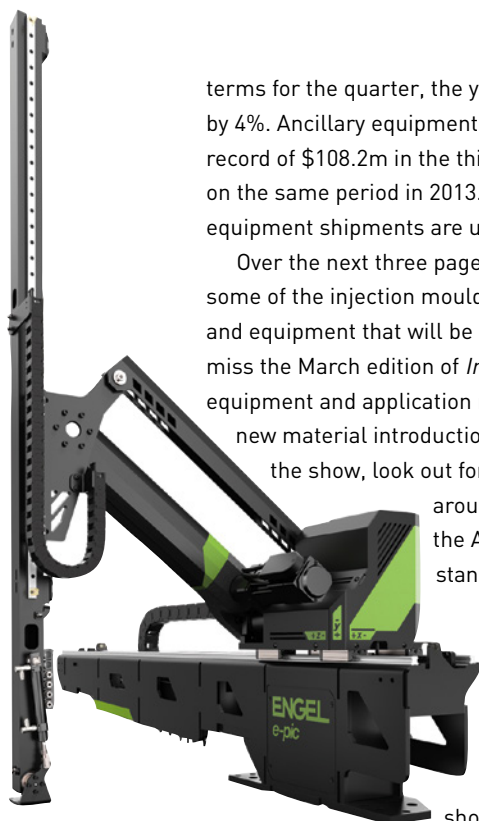 terms for the quarter, the y
by 4%. Ancillary equipment
record of $108.2m in the thi
on the same period in 2013.
equipment shipments are u
Over the next three page
some of the injection mould
and equipment that will be
miss the March edition of In
equipment and application
new material introductio
the show, look out for
arou
the A
stan
+z-
y
+x-
ENGEL
e-pic
sho